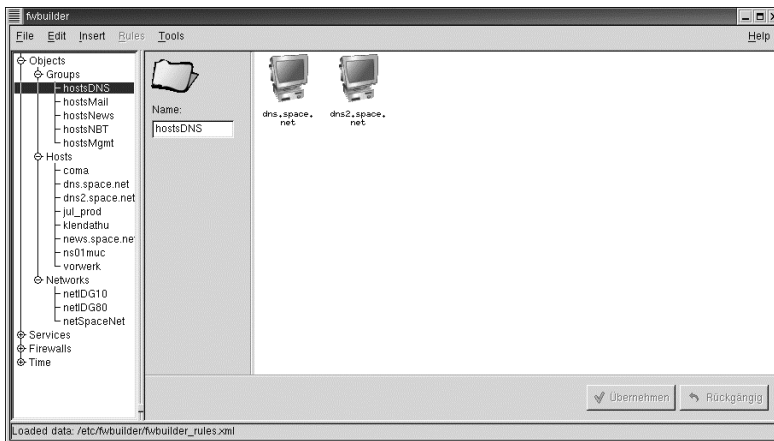 fwbuilder
File Edit Insert Rules Tools Help
Objects
Groups
hostsDNS
hostsMail
hostsNews
hostsNBT
hostsMgmt
Hosts
coma
dns.space.net
dns2.space.net
jul_prod
klendathu
news.space.ne
ns01muc
vorwerk
Networks
netIDG10
netIDG80
netSpaceNet
Services
Firewalls
Time
Name:
hostsDNS
dns.space.
net
dns2.space.
net
Übernehmen Rückgängig
Loaded data: /etc/fwbuilder/fwbuilder_rules.xml